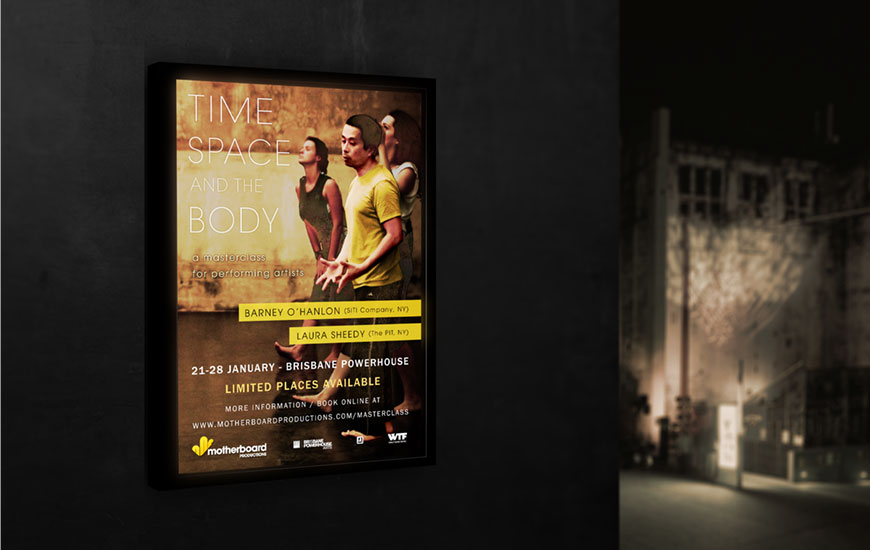 TIME
SPACE
AND THE
BODY
a masterclass
for performing artists
BARNEY O'HANLON (SITI Company, NY)
LAURA SHEEDY (The PIT, NY)
21-28 JANUARY - BRISBANE POWERHOUSE
LIMITED PLACES AVAILABLE
MORE INFORMATION / BOOK ONLINE AT
WWW.MOTHERBOARDPRODUCTIONS.COM/MASTERCLASS
motherboard
PRODUCTIONS
BRISBANE
POWERHOUSE
WTF